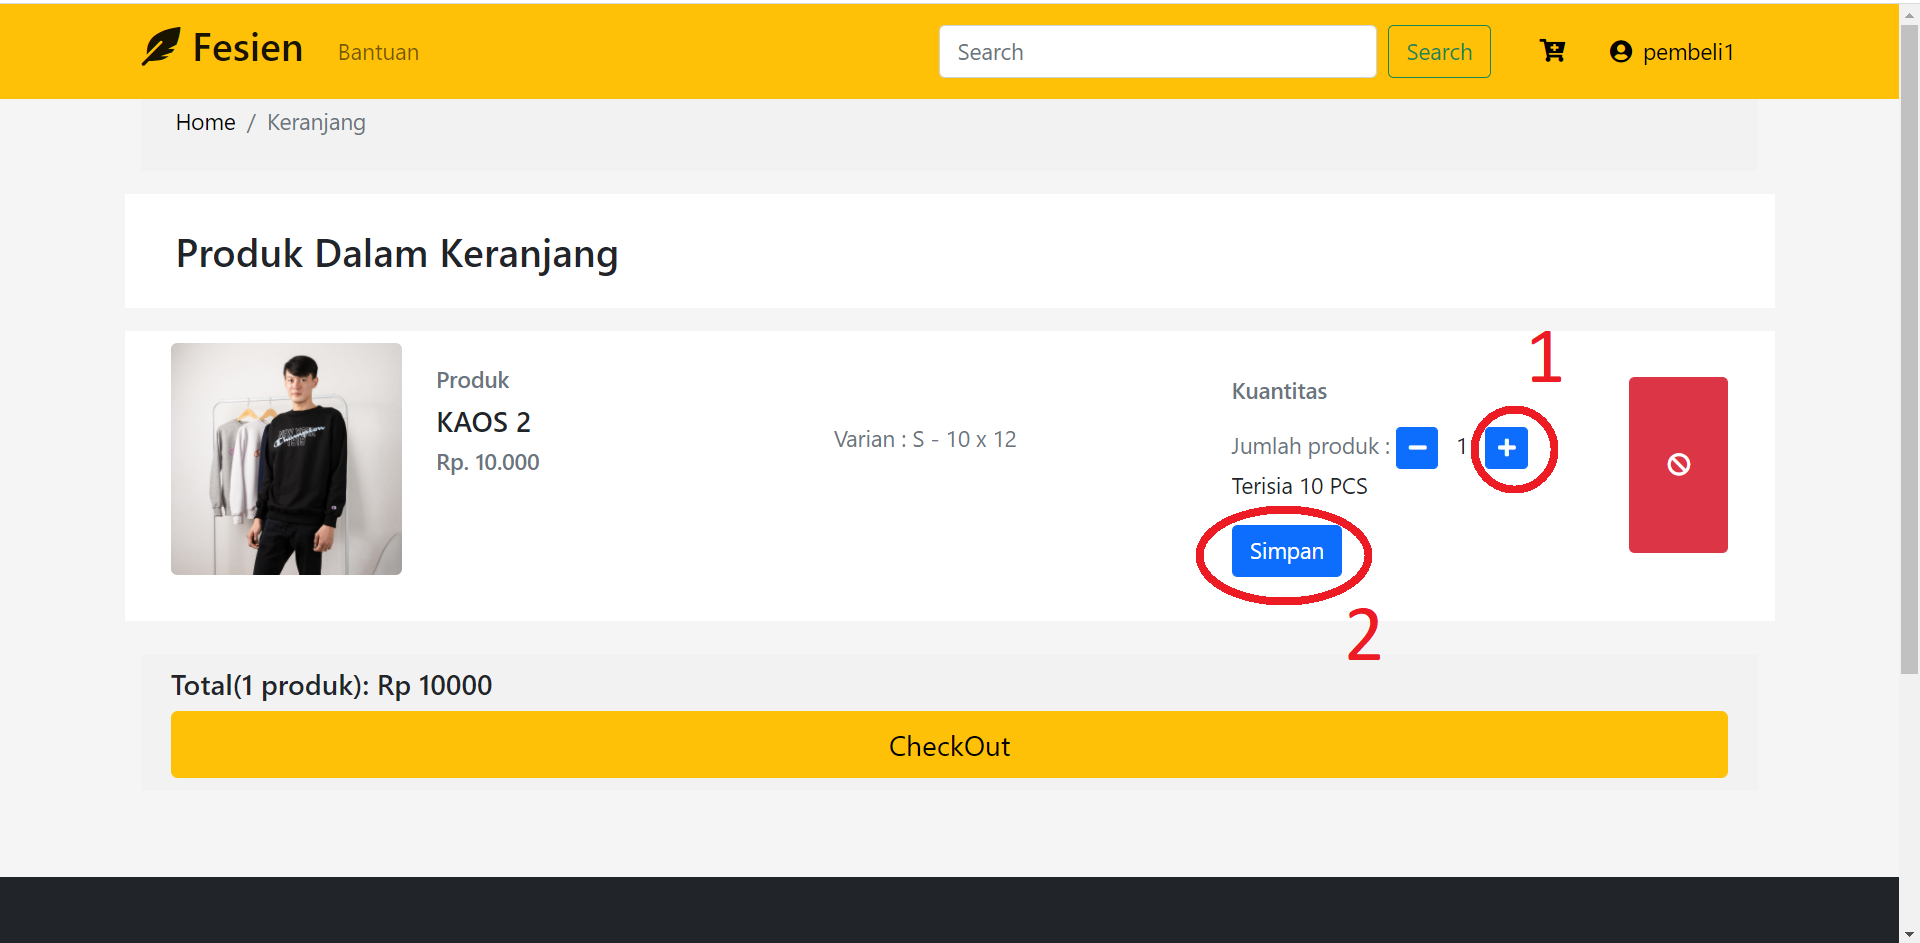 Fesien Bantuan Search Search pembeli1
Home / Keranjang
Produk Dalam Keranjang
1
Produk
KAOS 2
Rp. 10.000
Varian : S - 10 x 12
Kuantitas
Jumlah produk : 1
Terisia 10 PCS
Simpan
2
Total(1 produk): Rp 10000
CheckOut